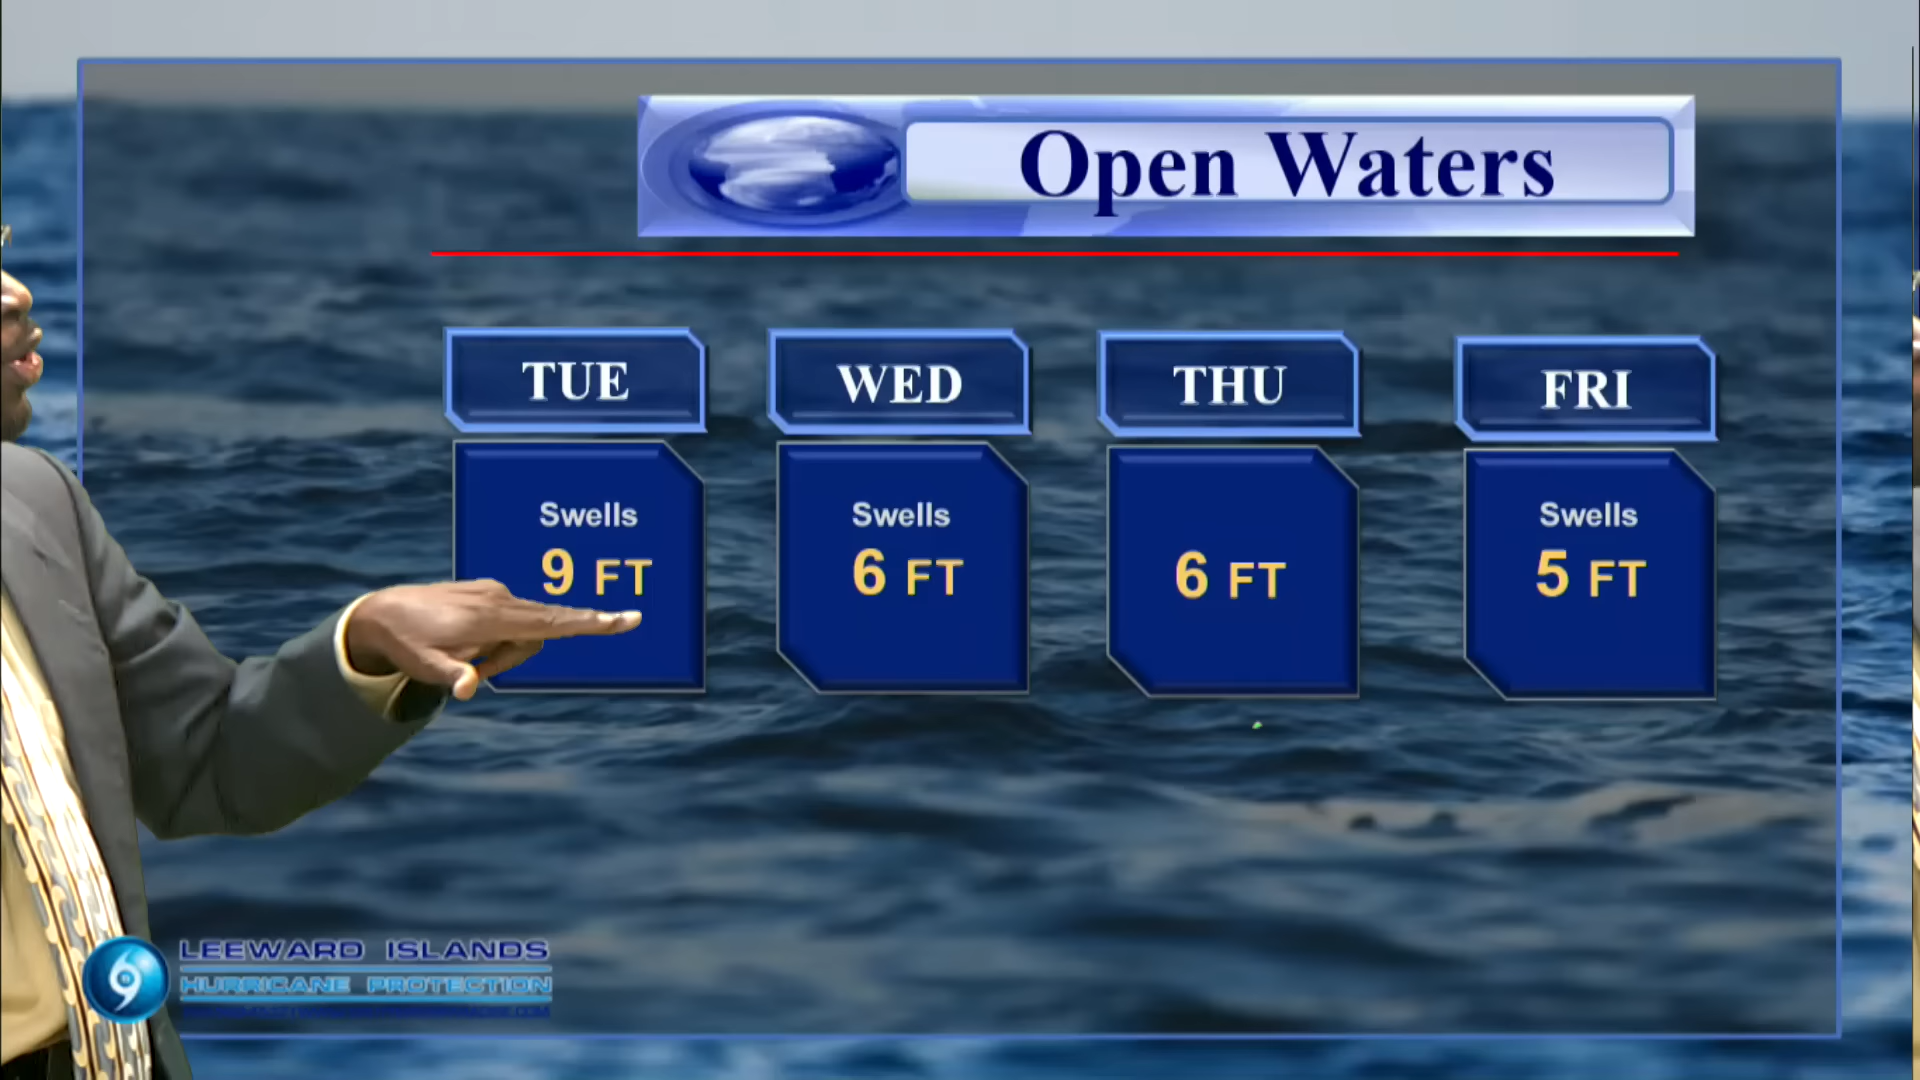 Open Waters
TUE
WED
THU
FRI
Swells
9 FT
Swells
6 FT
6 FT
Swells
5 FT
LEEWARD ISLANDS
HURRICANE PROTECTION